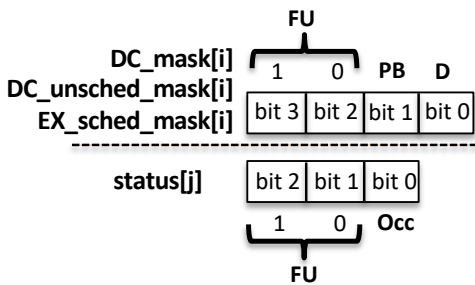 FU
DC_mask[i]
1 0 PB D
DC_unsched_mask[i]
bit 3 bit 2 bit 1 bit 0
EX_sched_mask[i]
status[j]
bit 2 bit 1 bit 0
1 0 Occ
FU